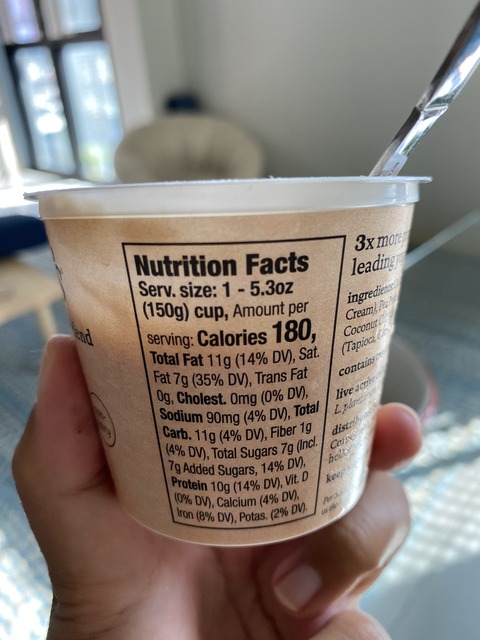 Nutrition Facts
Serv. size: 1 - 5.3oz
(150g) cup, Amount per
serving: Calories 180,
Total Fat 11g (14% DV), Sat.
Fat 7g (35% DV), Trans Fat
0g, Cholest. 0mg (0% DV),
Sodium 90mg (4% DV), Total
Carb. 11g (4% DV), Fiber 1g
(4% DV), Total Sugars 7g (Incl.
7g Added Sugars, 14% DV),
Protein 10g (14% DV), Vit. D
(0% DV), Calcium (4% DV),
Iron (8% DV), Potas. (2% DV).
3x more
leading
ingredients:
Cream), Pea
Coconut
(Tapioca,
contains
live active
L. plantarum
keep